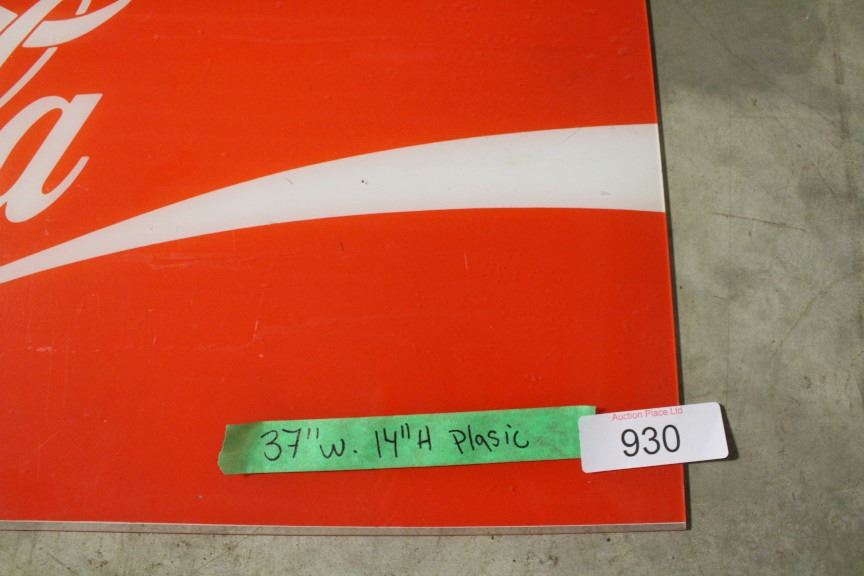 la
37"W. 14"H Plasic
Auction Place Ltd
930